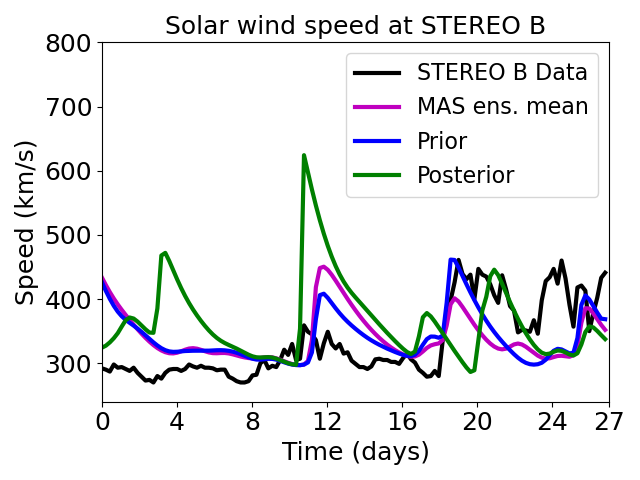 Solar wind speed at STEREO B
800
700
600
500
400
300
Speed (km/s)
STEREO B Data
MAS ens. mean
Prior
Posterior
0 4 8 12 16 20 24 27
Time (days)